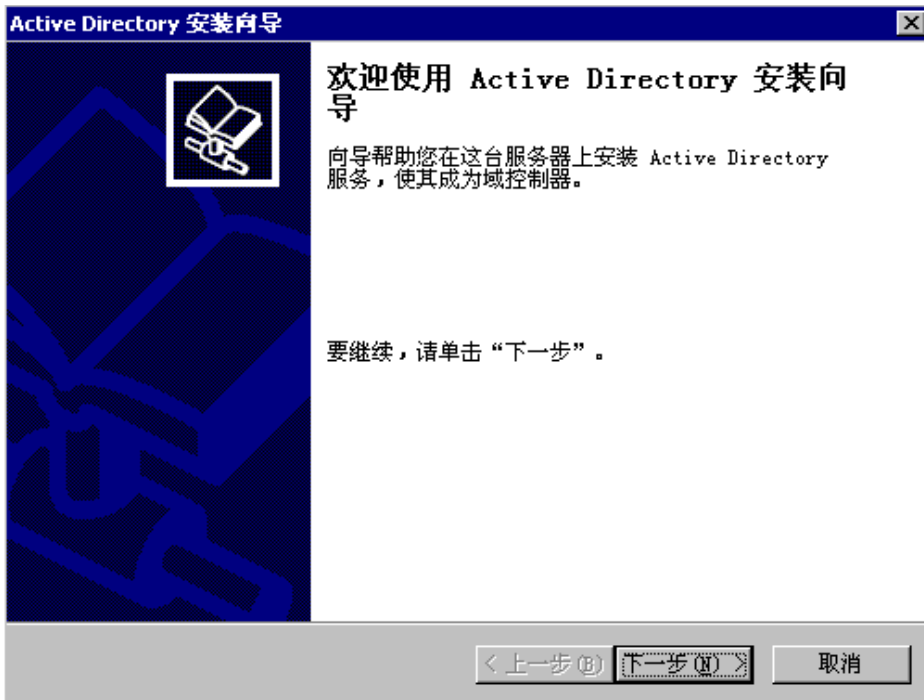 Active Directory 安装向导
欢迎使用 Active Directory 安装向
导
向导帮助您在这台服务器上安装 Active Directory
服务，使其成为域控制器。
要继续，请单击“下一步”。
< 上一步(B)
下一步(N) >
取消